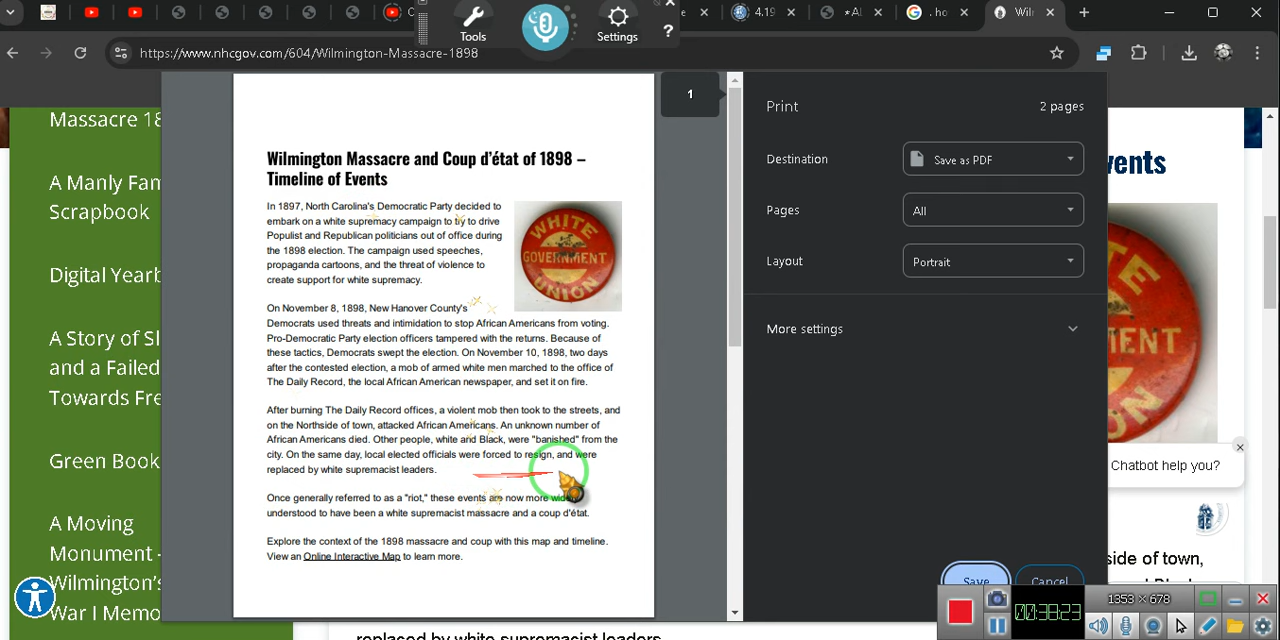 4.19
.ho
Wilr
Tools
Settings
?
https://www.nhcgov.com/604/Wilmington-Massacre-1898
Massacre 18
A Manly Fam
Scrapbook
Digital Yearb
A Story of Sl
and a Failed
Towards Fre
Green Book
A Moving
Monument -
Wilmington's
War I Memo
Wilmington Massacre and Coup d'état of 1898 –
Timeline of Events
In 1897, North Carolina's Democratic Party decided to
embark on a white supremacy campaign to try to drive
Populist and Republican politicians out of office during
the 1898 election. The campaign used speeches,
propaganda cartoons, and the threat of violence to
create support for white supremacy.
WHITE
GOVERNMENT
UNION
On November 8, 1898, New Hanover County's
Democrats used threats and intimidation to stop African Americans from voting.
Pro-Democratic Party election officers tampered with the returns. Because of
these tactics, Democrats swept the election. On November 10, 1898, two days
after the contested election, a mob of armed white men marched to the office of
The Daily Record, the local African American newspaper, and set it on fire.
After burning The Daily Record offices, a violent mob then took to the streets, and
on the Northside of town, attacked African Americans. An unknown number of
African Americans died. Other people, white and Black, were "banished" from the
city. On the same day, local elected officials were forced to resign, and were
replaced by white supremacist leaders.
Once generally referred to as a "riot," these events are now more widely
understood to have been a white supremacist massacre and a coup d'état.
Explore the context of the 1898 massacre and coup with this map and timeline.
View an Online Interactive Map to learn more.
1
Print
2 pages
Destination
Save as PDF
Pages
All
Layout
Portrait
More settings
Save
Cancel
vents
Chatbot help you?
side of town,
replaced by white supremacist leaders
1353 × 678
00:38:23